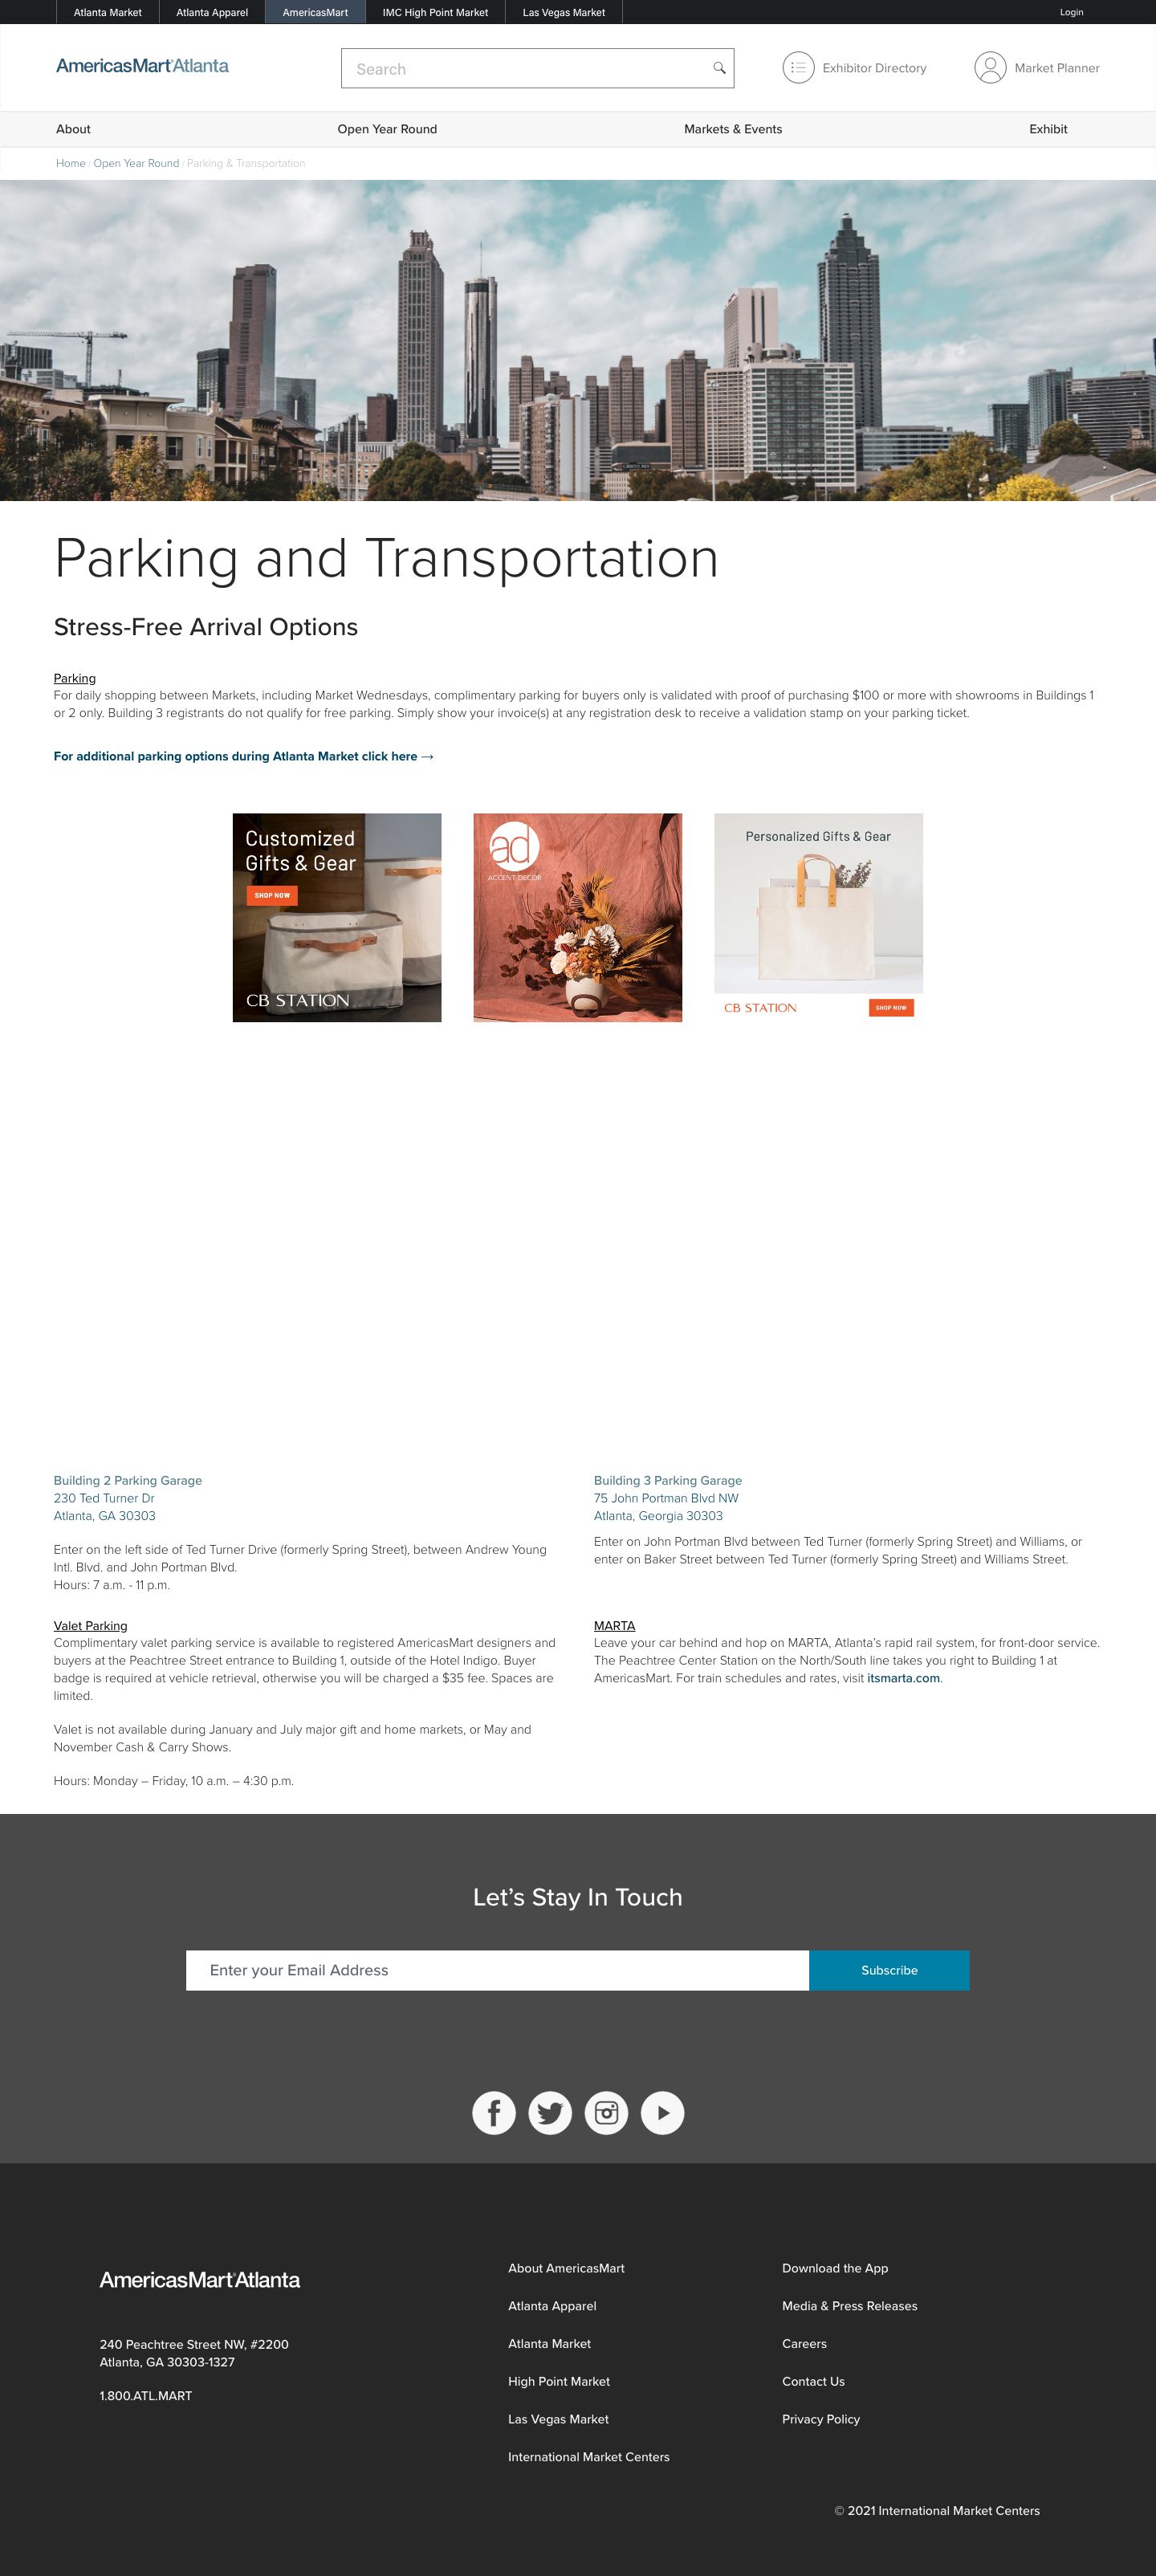 Atlanta Market
Atlanta Apparel
AmericasMart
IMC High Point Market
Las Vegas Market
Login
AmericasMart Atlanta
Search
Exhibitor Directory
Market Planner
About
Open Year Round
Markets & Events
Exhibit
Home / Open Year Round / Parking & Transportation
Parking and Transportation
Stress-Free Arrival Options
Parking
For daily shopping between Markets, including Market Wednesdays, complimentary parking for buyers only is validated with proof of purchasing $100 or more with showrooms in Buildings 1
or 2 only. Building 3 registrants do not qualify for free parking. Simply show your invoice(s) at any registration desk to receive a validation stamp on your parking ticket.
For additional parking options during Atlanta Market click here →
Customized
Gifts & Gear
SHOP NOW
CB STATION
ad
ACCENT DECOR
Personalized Gifts & Gear
CB STATION
SHOP NOW
Building 2 Parking Garage
230 Ted Turner Dr
Atlanta, GA 30303
Enter on the left side of Ted Turner Drive (formerly Spring Street), between Andrew Young
Intl. Blvd. and John Portman Blvd.
Hours: 7 a.m. - 11 p.m.
Building 3 Parking Garage
75 John Portman Blvd NW
Atlanta, Georgia 30303
Enter on John Portman Blvd between Ted Turner (formerly Spring Street) and Williams, or
enter on Baker Street between Ted Turner (formerly Spring Street) and Williams Street.
Valet Parking
Complimentary valet parking service is available to registered AmericasMart designers and
buyers at the Peachtree Street entrance to Building 1, outside of the Hotel Indigo. Buyer
badge is required at vehicle retrieval, otherwise you will be charged a $35 fee. Spaces are
limited.
Valet is not available during January and July major gift and home markets, or May and
November Cash & Carry Shows.
Hours: Monday – Friday, 10 a.m. – 4:30 p.m.
MARTA
Leave your car behind and hop on MARTA, Atlanta's rapid rail system, for front-door service.
The Peachtree Center Station on the North/South line takes you right to Building 1 at
AmericasMart. For train schedules and rates, visit itsmarta.com.
Let's Stay In Touch
Enter your Email Address
Subscribe
AmericasMart Atlanta
240 Peachtree Street NW, #2200
Atlanta, GA 30303-1327
1.800.ATL.MART
About AmericasMart
Atlanta Apparel
Atlanta Market
High Point Market
Las Vegas Market
International Market Centers
Download the App
Media & Press Releases
Careers
Contact Us
Privacy Policy
© 2021 International Market Centers